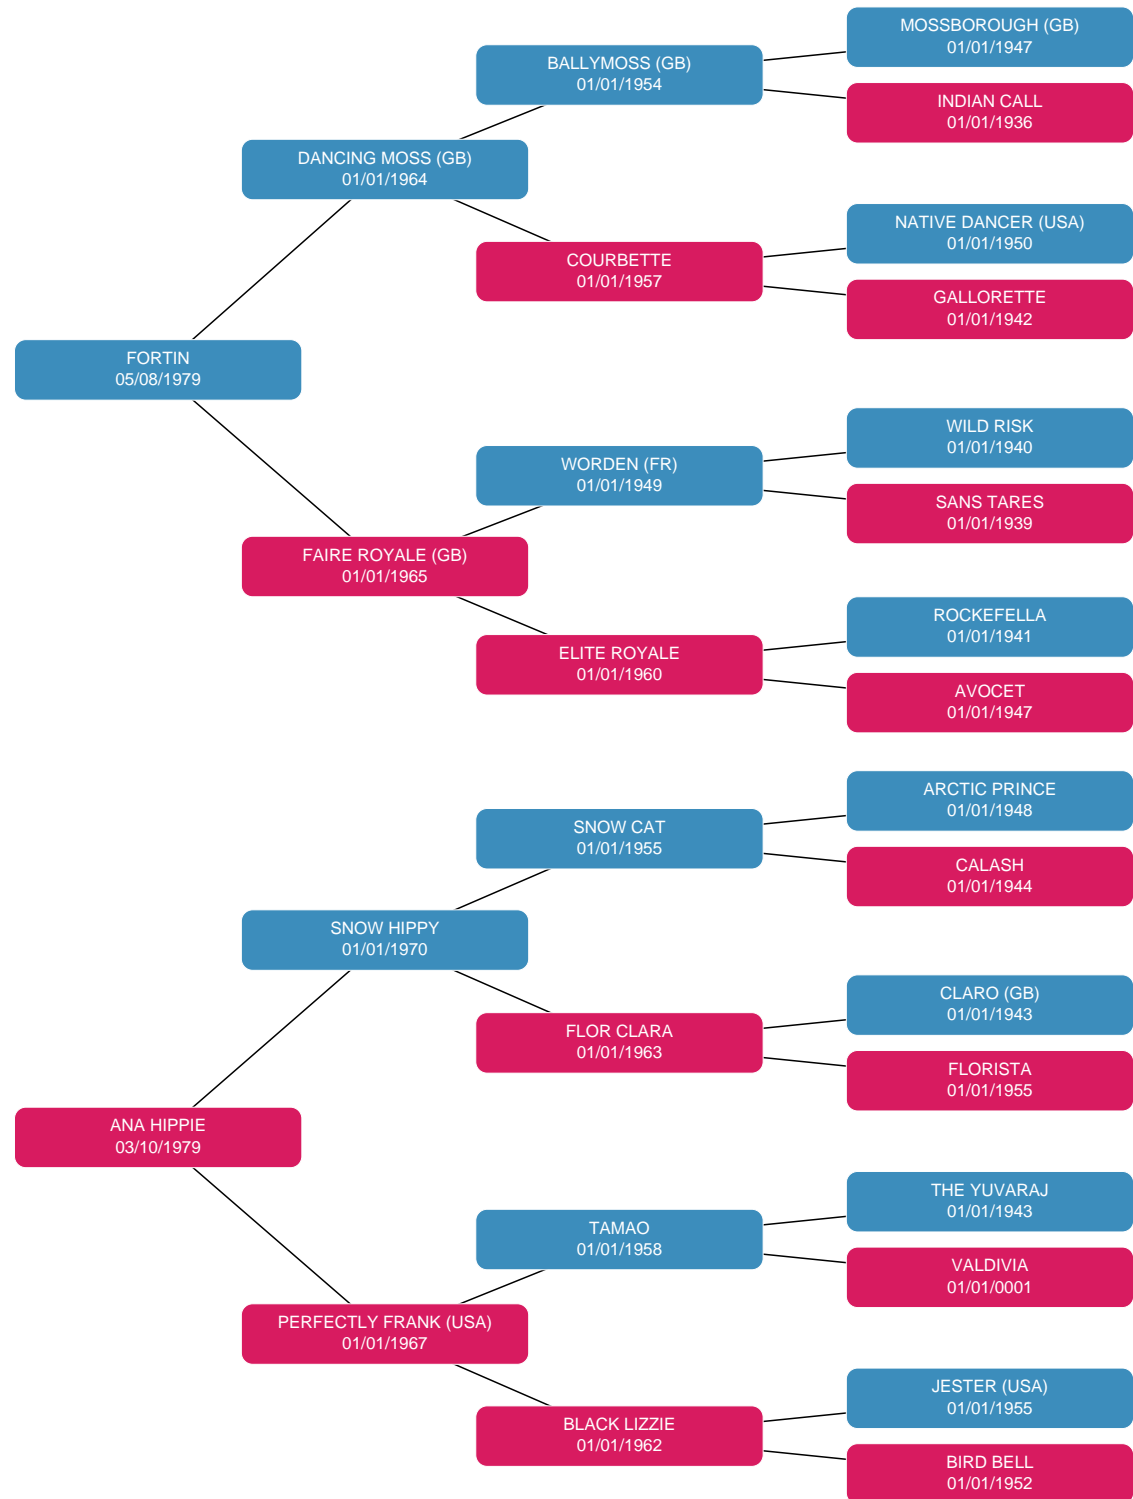 MOSSBOROUGH (GB)
01/01/1947
BALLYMOSS (GB)
01/01/1954
INDIAN CALL
01/01/1936
DANCING MOSS (GB)
01/01/1964
NATIVE DANCER (USA)
01/01/1950
COURBETTE
01/01/1957
GALLORETTE
01/01/1942
FORTIN
05/08/1979
WILD RISK
01/01/1940
WORDEN (FR)
01/01/1949
SANS TARES
01/01/1939
FAIRE ROYALE (GB)
01/01/1965
ROCKEFELLA
01/01/1941
ELITE ROYALE
01/01/1960
AVOCET
01/01/1947
ARCTIC PRINCE
01/01/1948
SNOW CAT
01/01/1955
CALASH
01/01/1944
SNOW HIPPY
01/01/1970
CLARO (GB)
01/01/1943
FLOR CLARA
01/01/1963
FLORISTA
01/01/1955
ANA HIPPIE
03/10/1979
THE YUVARAJ
01/01/1943
TAMAO
01/01/1958
VALDIVIA
01/01/0001
PERFECTLY FRANK (USA)
01/01/1967
JESTER (USA)
01/01/1955
BLACK LIZZIE
01/01/1962
BIRD BELL
01/01/1952